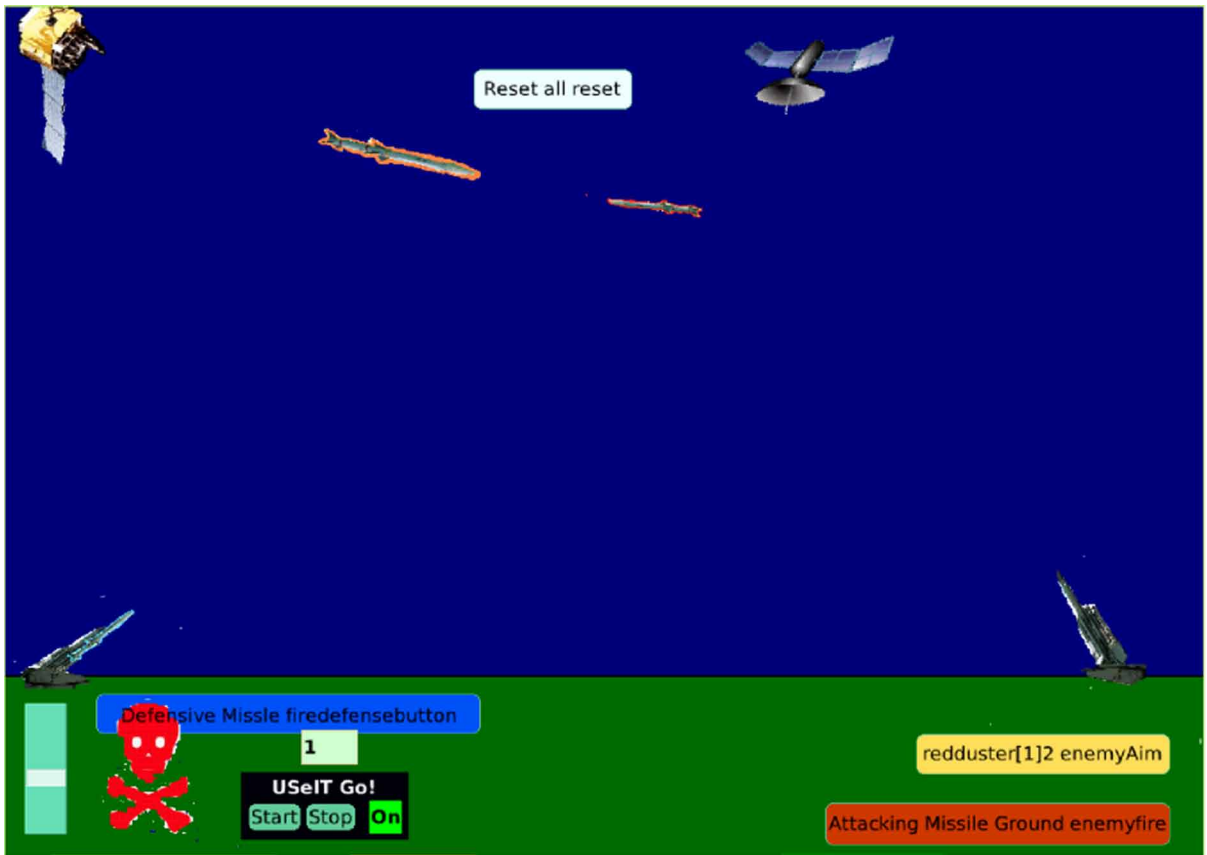 Reset all reset
Defensive Missle firedefensebutton
1
USeIT Go!
Start Stop On
redduster[1]2 enemyAim
Attacking Missile Ground enemyfire